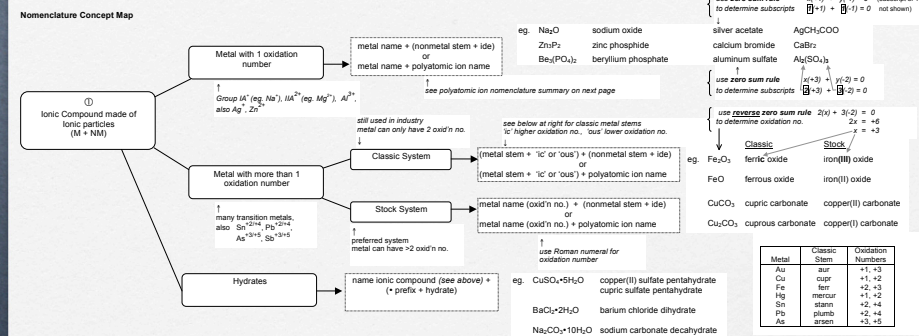 Nomenclature Concept Map
to determine subscripts 1(+1) + 1(-1) = 0 not shown)
eg. Na₂O sodium oxide silver acetate AgCH₃COO
Zn₃P₂ zinc phosphide calcium bromide CaBr₂
Be₃(PO₄)₂ beryllium phosphate aluminum sulfate Al₂(SO₄)₃
Metal with 1 oxidation
number
metal name + (nonmetal stem + ide)
or
metal name + polyatomic ion name
↑
see polyatomic ion nomenclature summary on next page
↑
Group IA⁺ (eg. Na⁺), IIA²⁺ (eg. Mg²⁺), Al³⁺,
also Ag⁺, Zn²⁺
use zero sum rule x(+3) + y(-2) = 0
to determine subscripts 2(+3) + 3(-2) = 0
①
Ionic Compound made of
Ionic particles
(M + NM)
use reverse zero sum rule 2(x) + 3(-2) = 0
to determine oxidation no. 2x = +6
x = +3
still used in industry
metal can only have 2 oxid'n no.
↓
see below at right for classic metal stems
'ic' higher oxidation no., 'ous' lower oxidation no.
↓
Metal with more than 1
oxidation number
Classic System
(metal stem + 'ic' or 'ous') + (nonmetal stem + ide)
or
(metal stem + 'ic' or 'ous') + polyatomic ion name
Classic Stock
eg. Fe₂O₃ ferric oxide iron(III) oxide
FeO ferrous oxide iron(II) oxide
CuCO₃ cupric carbonate copper(II) carbonate
Cu₂CO₃ cuprous carbonate copper(I) carbonate
Stock System
metal name (oxid'n no.) + (nonmetal stem + ide)
or
metal name (oxid'n no.) + polyatomic ion name
↑
many transition metals,
also Sn⁺²/⁺⁴, Pb⁺²/⁺⁴
As⁺³/⁺⁵, Sb⁺³/⁺⁵
↑
preferred system
metal can have >2 oxid'n no.
↑
use Roman numeral for
oxidation number
Hydrates
name ionic compound (see above) +
(• prefix + hydrate)
eg. CuSO₄•5H₂O copper(II) sulfate pentahydrate
cupric sulfate pentahydrate
BaCl₂•2H₂O barium chloride dihydrate
Na₂CO₃•10H₂O sodium carbonate decahydrate
Metal Classic Stem Oxidation Numbers
Au aur +1, +3
Cu cupr +1, +2
Fe ferr +2, +3
Hg mercur +1, +2
Sn stann +2, +4
Pb plumb +2, +4
As arsen +3, +5